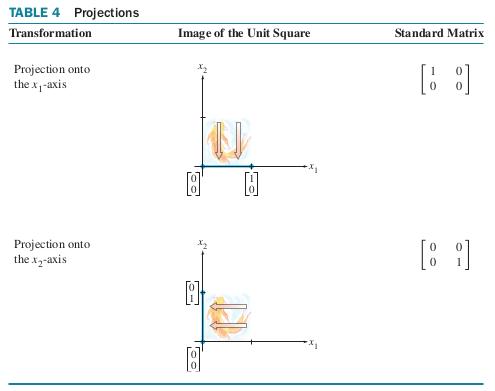 TABLE 4 Projections
Transformation Image of the Unit Square Standard Matrix
Projection onto
the x₁-axis
x₂
[1 0]
[0 0]
x₁
[0]
[0]
[1]
[0]
Projection onto
the x₂-axis
x₂
[0 0]
[0 1]
[0]
[1]
x₁
[0]
[0]